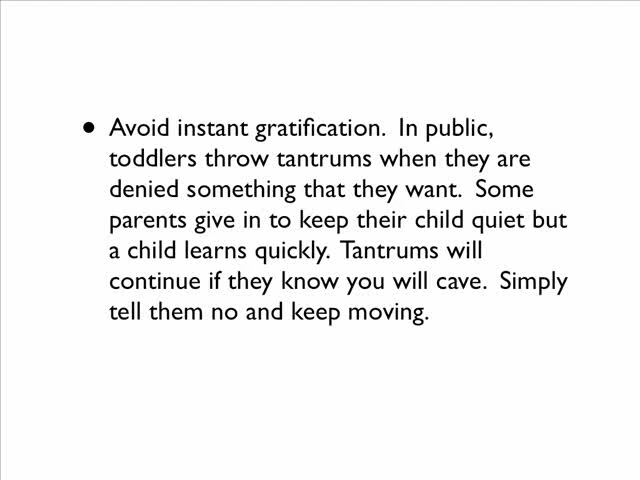 • Avoid instant gratification.  In public,
toddlers throw tantrums when they are
denied something that they want.  Some
parents give in to keep their child quiet but
a child learns quickly.  Tantrums will
continue if they know you will cave.  Simply
tell them no and keep moving.